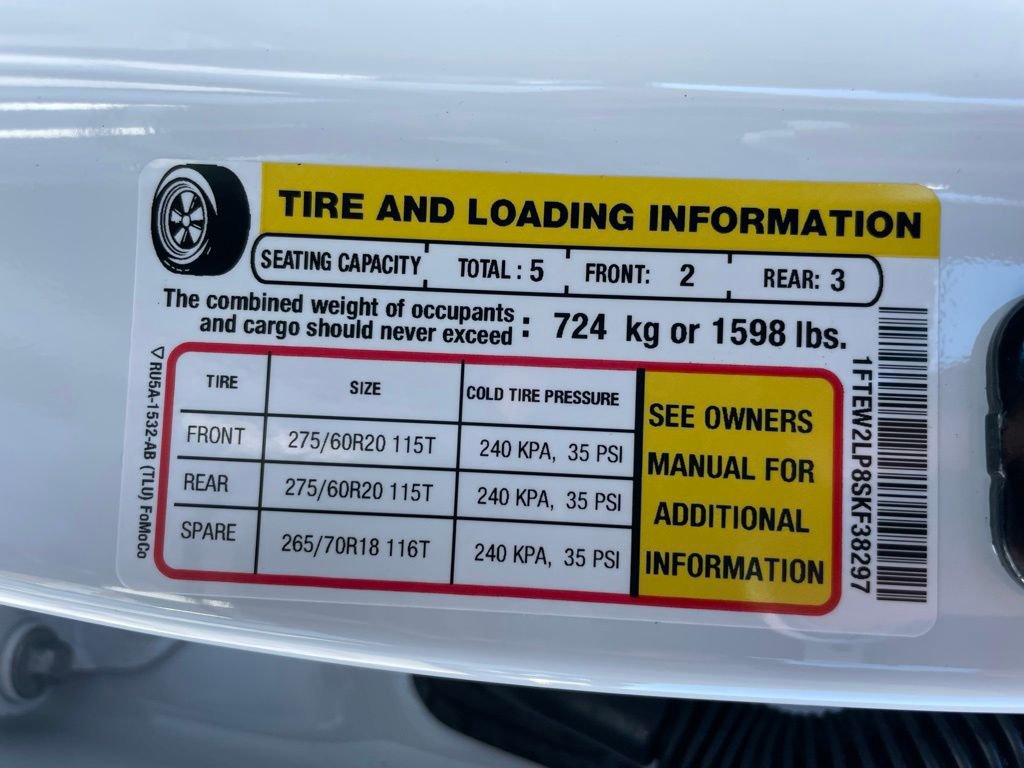 TIRE AND LOADING INFORMATION
SEATING CAPACITY TOTAL : 5 FRONT: 2 REAR: 3
The combined weight of occupants
and cargo should never exceed : 724 kg or 1598 lbs.
TIRE SIZE COLD TIRE PRESSURE
FRONT 275/60R20 115T 240 KPA, 35 PSI
REAR 275/60R20 115T 240 KPA, 35 PSI
SPARE 265/70R18 116T 240 KPA, 35 PSI
SEE OWNERS
MANUAL FOR
ADDITIONAL
INFORMATION
RU5A-1532-AB (TLU) FoMoCo
1FTEW2LP8SKF38297